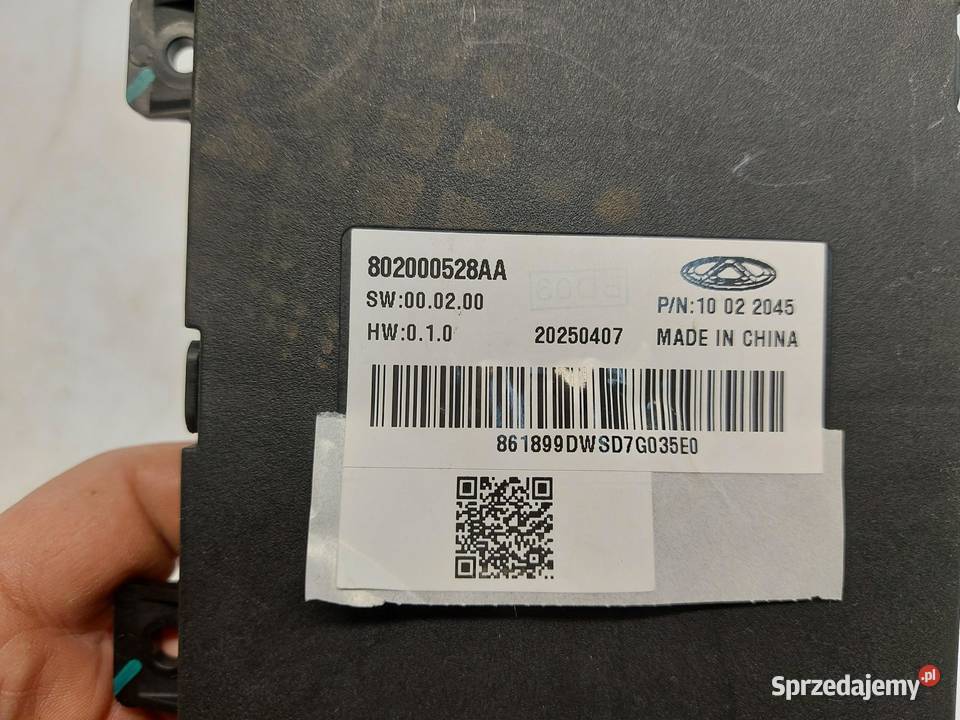 802000528AA
SW:00.02.00
P/N:10 02 2045
HW:0.1.0 20250407 MADE IN CHINA
861899DWSD7G035E0
Sprzedajemy.pl